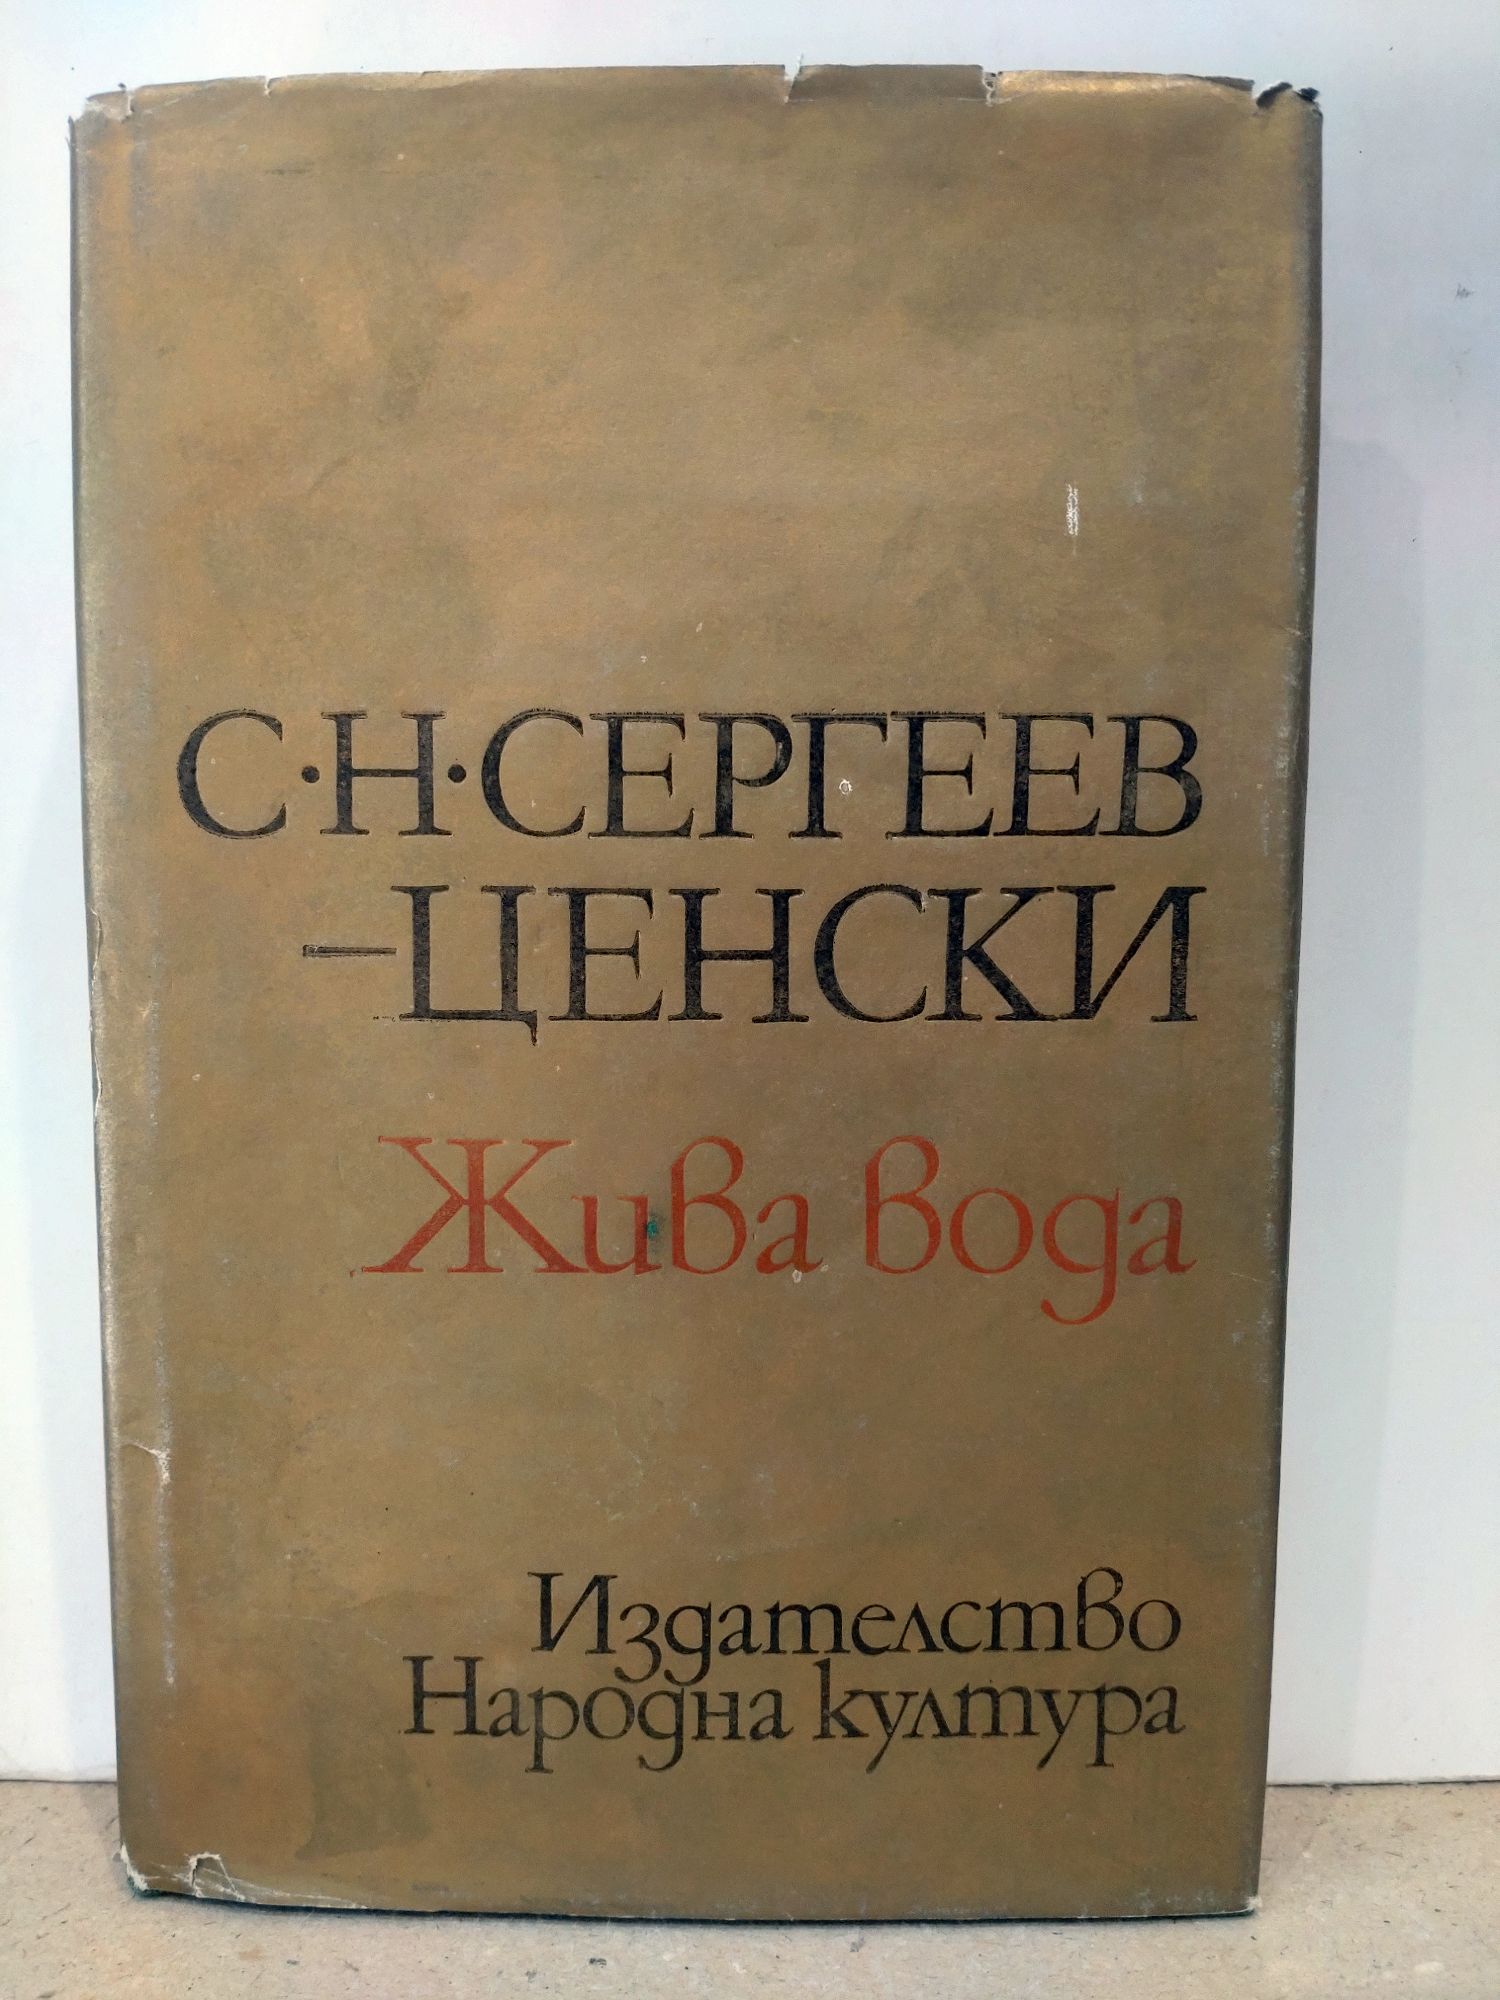 С·Н·СЕРГЕЕВ
–ЦЕНСКИ
Жива вода
Издателство
Народна култура